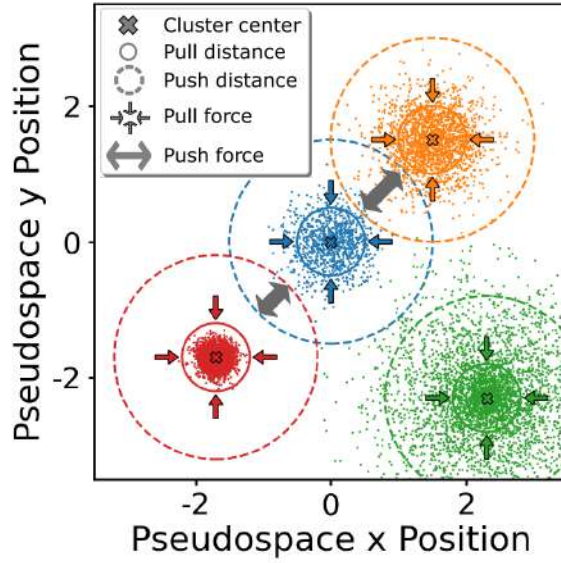 Cluster center
Pull distance
Push distance
Pull force
Push force
2
0
-2
-2
0
2
Pseudospace y Position
Pseudospace x Position